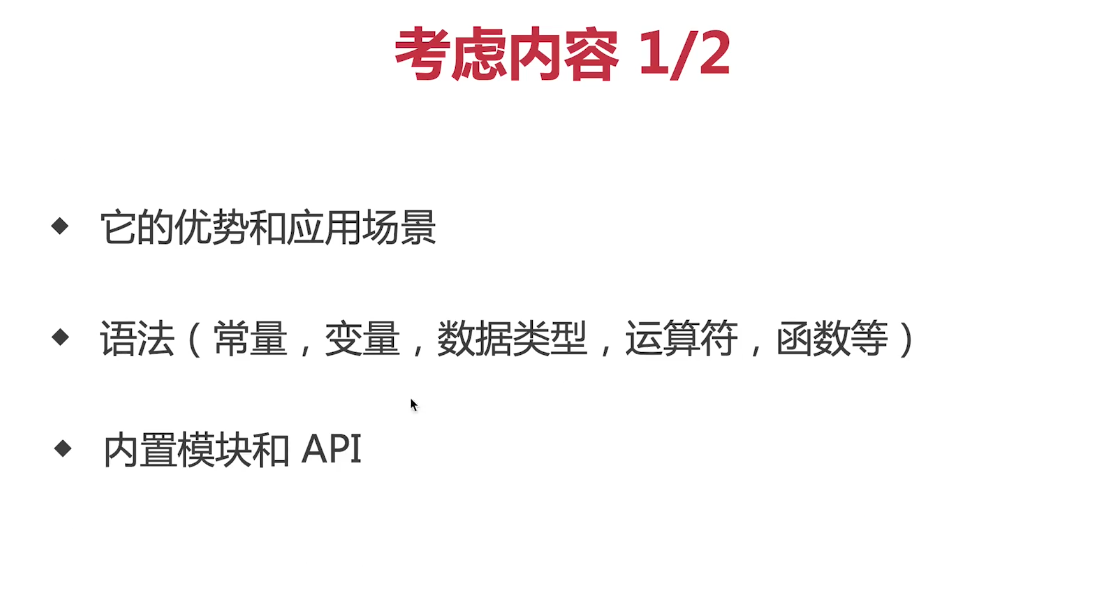 考虑内容 1/2
◆ 它的优势和应用场景
◆ 语法（常量，变量，数据类型，运算符，函数等）
◆ 内置模块和 API